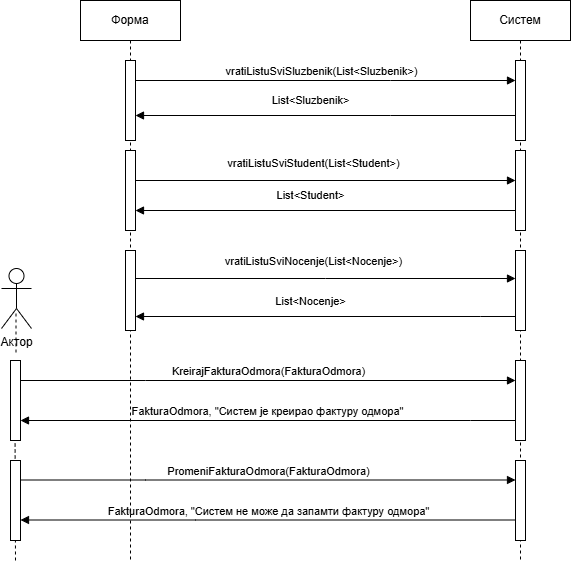 Форма
Систем
vratiListuSviSluzbenik(List<Sluzbenik>)
List<Sluzbenik>
vratiListuSviStudent(List<Student>)
List<Student>
vratiListuSviNocenje(List<Nocenje>)
List<Nocenje>
Актор
KreirajFakturaOdmora(FakturaOdmora)
FakturaOdmora, "Систем је креирао фактуру одмора"
PromeniFakturaOdmora(FakturaOdmora)
FakturaOdmora, "Систем не може да запамти фактуру одмора"